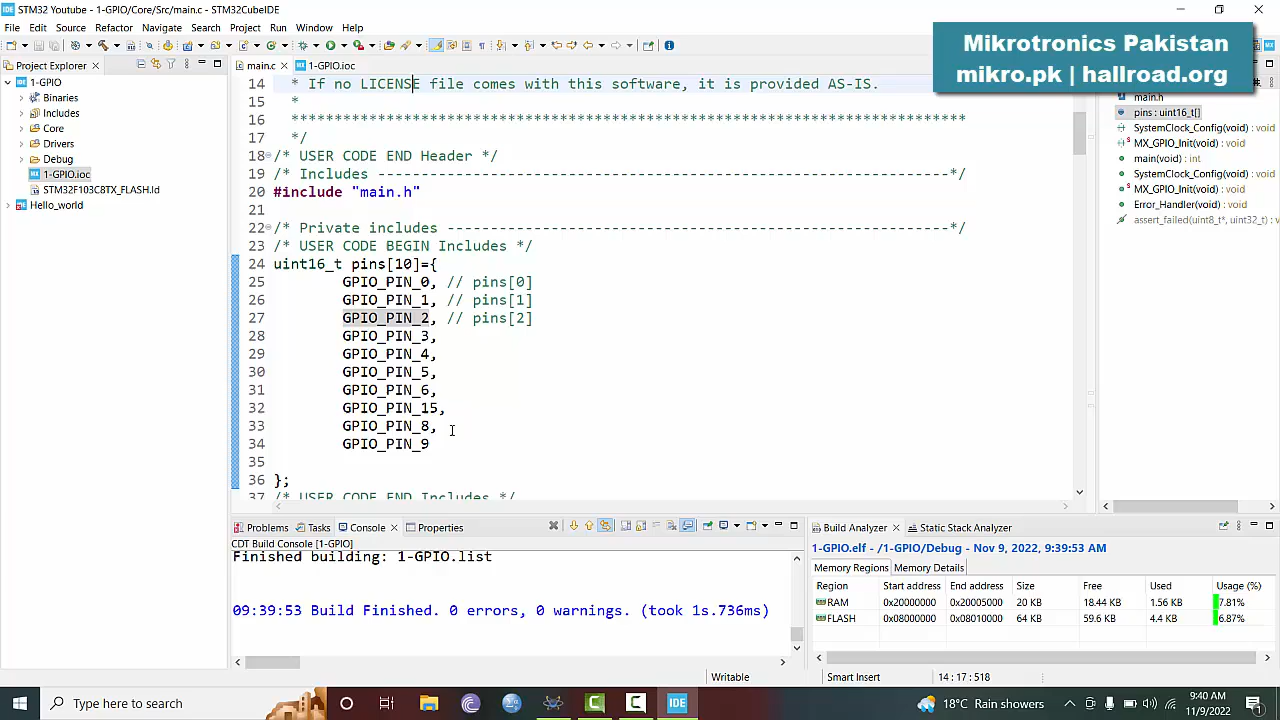 STM32 Youtube - 1-GPIO/Core/Src/main.c - STM32CubeIDE
File Edit Source Refactor Navigate Search Project Run Window Help
Mikrotronics Pakistan
mikro.pk | hallroad.org
Project Explorer
1-GPIO
Binaries
Includes
Core
Drivers
Debug
1-GPIO.ioc
STM32F103C8TX_FLASH.ld
Hello_world
main.c
1-GPIO.ioc
14 * If no LICENSE file comes with this software, it is provided AS-IS.
15 *
16 ******************************************************************************
17 */
18 /* USER CODE END Header */
19 /* Includes ------------------------------------------------------------------*/
20 #include "main.h"
21
22 /* Private includes ----------------------------------------------------------*/
23 /* USER CODE BEGIN Includes */
24 uint16_t pins[10]={
25 GPIO_PIN_0, // pins[0]
26 GPIO_PIN_1, // pins[1]
27 GPIO_PIN_2, // pins[2]
28 GPIO_PIN_3,
29 GPIO_PIN_4,
30 GPIO_PIN_5,
31 GPIO_PIN_6,
32 GPIO_PIN_15,
33 GPIO_PIN_8,
34 GPIO_PIN_9
35
36 };
37 /* USER CODE END Includes */
main.h
pins : uint16_t[]
SystemClock_Config(void) : void
MX_GPIO_Init(void) : void
main(void) : int
SystemClock_Config(void) : void
MX_GPIO_Init(void) : void
Error_Handler(void) : void
assert_failed(uint8_t*, uint32_t) : void
Problems Tasks Console Properties
CDT Build Console [1-GPIO]
Finished building: 1-GPIO.list
09:39:53 Build Finished. 0 errors, 0 warnings. (took 1s.736ms)
Build Analyzer Static Stack Analyzer
1-GPIO.elf - /1-GPIO/Debug - Nov 9, 2022, 9:39:53 AM
Memory Regions Memory Details
Region Start address End address Size Free Used Usage (%)
RAM 0x20000000 0x20005000 20 KB 18.44 KB 1.56 KB 7.81%
FLASH 0x08000000 0x08010000 64 KB 59.6 KB 4.4 KB 6.87%
Writable Smart Insert 14 : 17 : 518
Type here to search
IDE
18°C Rain showers
9:40 AM
11/9/2022